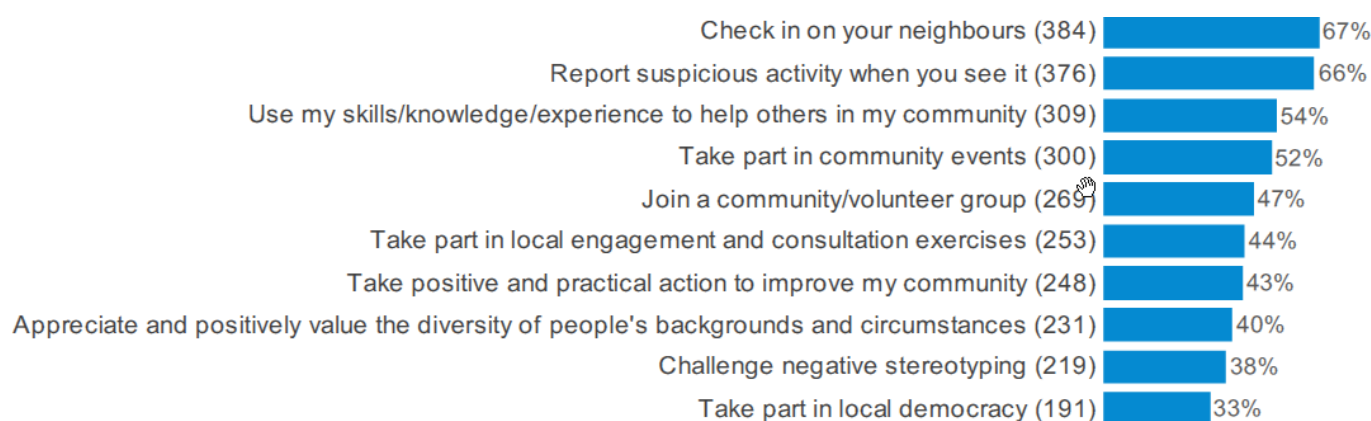 Check in on your neighbours (384) 67%
Report suspicious activity when you see it (376) 66%
Use my skills/knowledge/experience to help others in my community (309) 54%
Take part in community events (300) 52%
Join a community/volunteer group (269) 47%
Take part in local engagement and consultation exercises (253) 44%
Take positive and practical action to improve my community (248) 43%
Appreciate and positively value the diversity of people's backgrounds and circumstances (231) 40%
Challenge negative stereotyping (219) 38%
Take part in local democracy (191) 33%